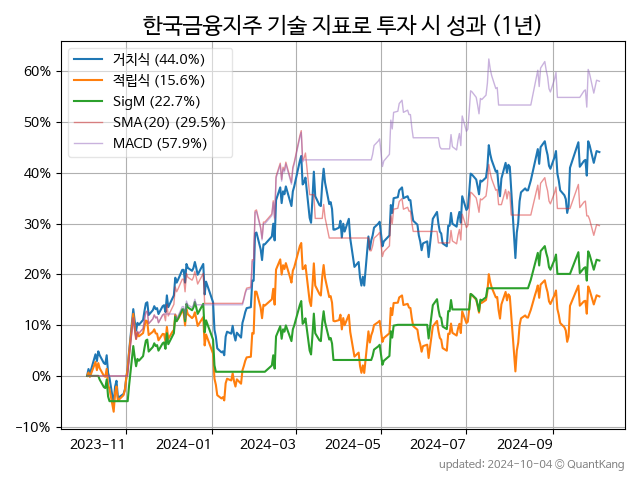 한국금융지주 기술 지표로 투자 시 성과 (1년)
거치식 (44.0%)
적립식 (15.6%)
SigM (22.7%)
SMA(20) (29.5%)
MACD (57.9%)
60%
50%
40%
30%
20%
10%
0%
−10%
2023-11
2024-01
2024-03
2024-05
2024-07
2024-09
updated: 2024-10-04 © QuantKang